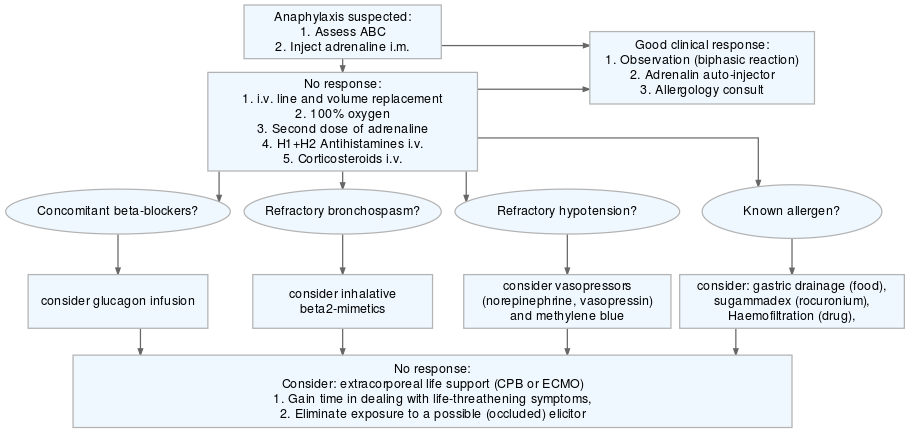 Anaphylaxis suspected:
1. Assess ABC
2. Inject adrenaline i.m.
Good clinical response:
1. Observation (biphasic reaction)
2. Adrenalin auto-injector
3. Allergology consult
No response:
1. i.v. line and volume replacement
2. 100% oxygen
3. Second dose of adrenaline
4. H1+H2 Antihistamines i.v.
5. Corticosteroids i.v.
Concomitant beta-blockers?
Refractory bronchospasm?
Refractory hypotension?
Known allergen?
consider glucagon infusion
consider inhalative
beta2-mimetics
consider vasopressors
(norepinephrine, vasopressin)
and methylene blue
consider: gastric drainage (food),
sugammadex (rocuronium),
Haemofiltration (drug),
No response:
Consider: extracorporeal life support (CPB or ECMO)
1. Gain time in dealing with life-threathening symptoms,
2. Eliminate exposure to a possible (occluded) elicitor